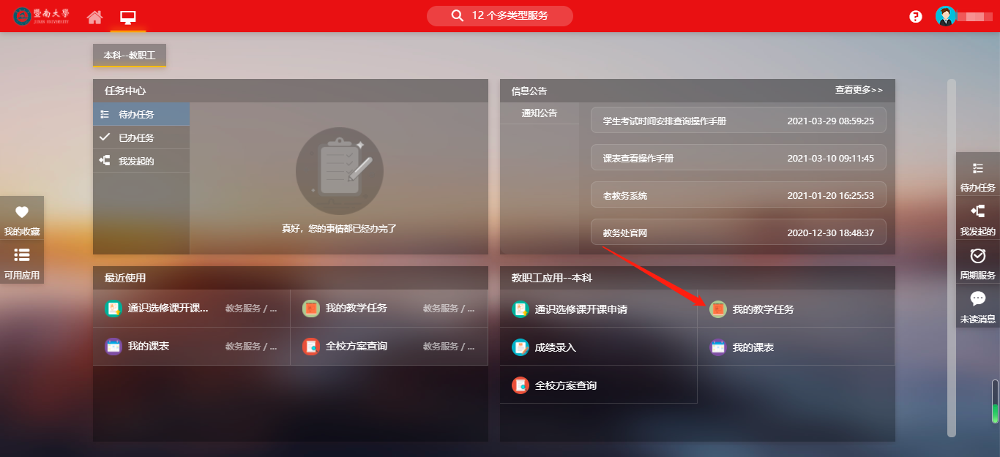 暨南大學
JINAN UNIVERSITY
12 个多类型服务
本科--教职工
任务中心
待办任务
已办任务
我发起的
真好，您的事情都已经办完了
信息公告
查看更多>>
通知公告
学生考试时间安排查询操作手册 2021-03-29 08:59:25
课表查看操作手册 2021-03-10 09:11:45
老教务系统 2021-01-20 16:25:53
教务处官网 2020-12-30 18:48:37
我的收藏
可用应用
最近使用
通识选修课开课... 教务服务 / ...
我的教学任务 教务服务 / ...
我的课表 教务服务 / ...
全校方案查询 教务服务 / ...
教职工应用--本科
通识选修课开课申请
我的教学任务
成绩录入
我的课表
全校方案查询
待办任务
我发起的
周期服务
未读消息